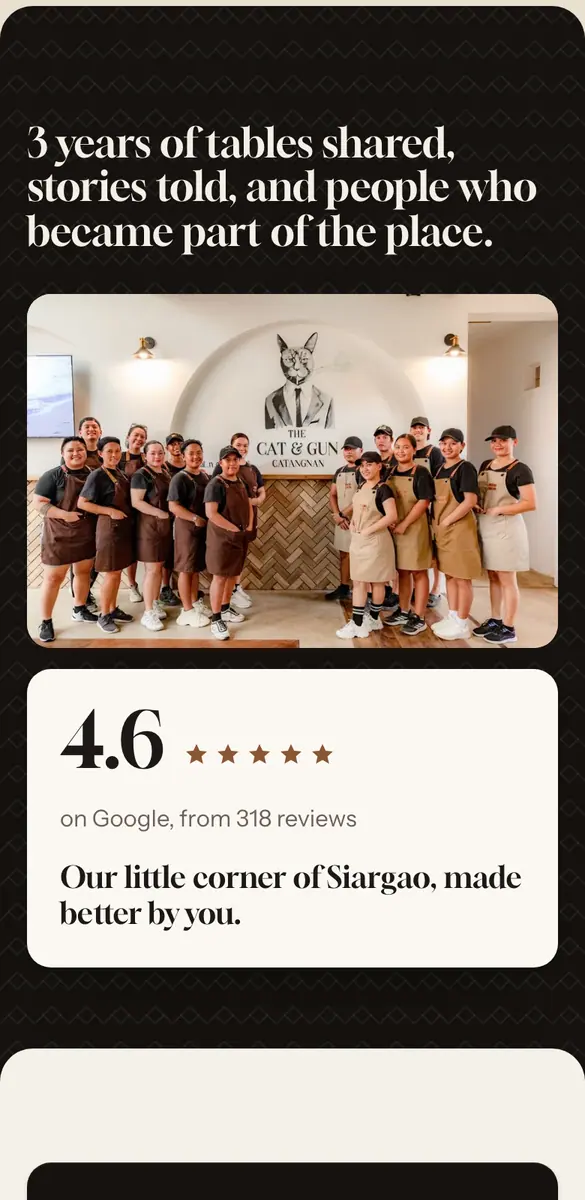 3 years of tables shared,
stories told, and people who
became part of the place.
THE
CAT & GUN
CATANGNAN
4.6
on Google, from 318 reviews
Our little corner of Siargao, made
better by you.